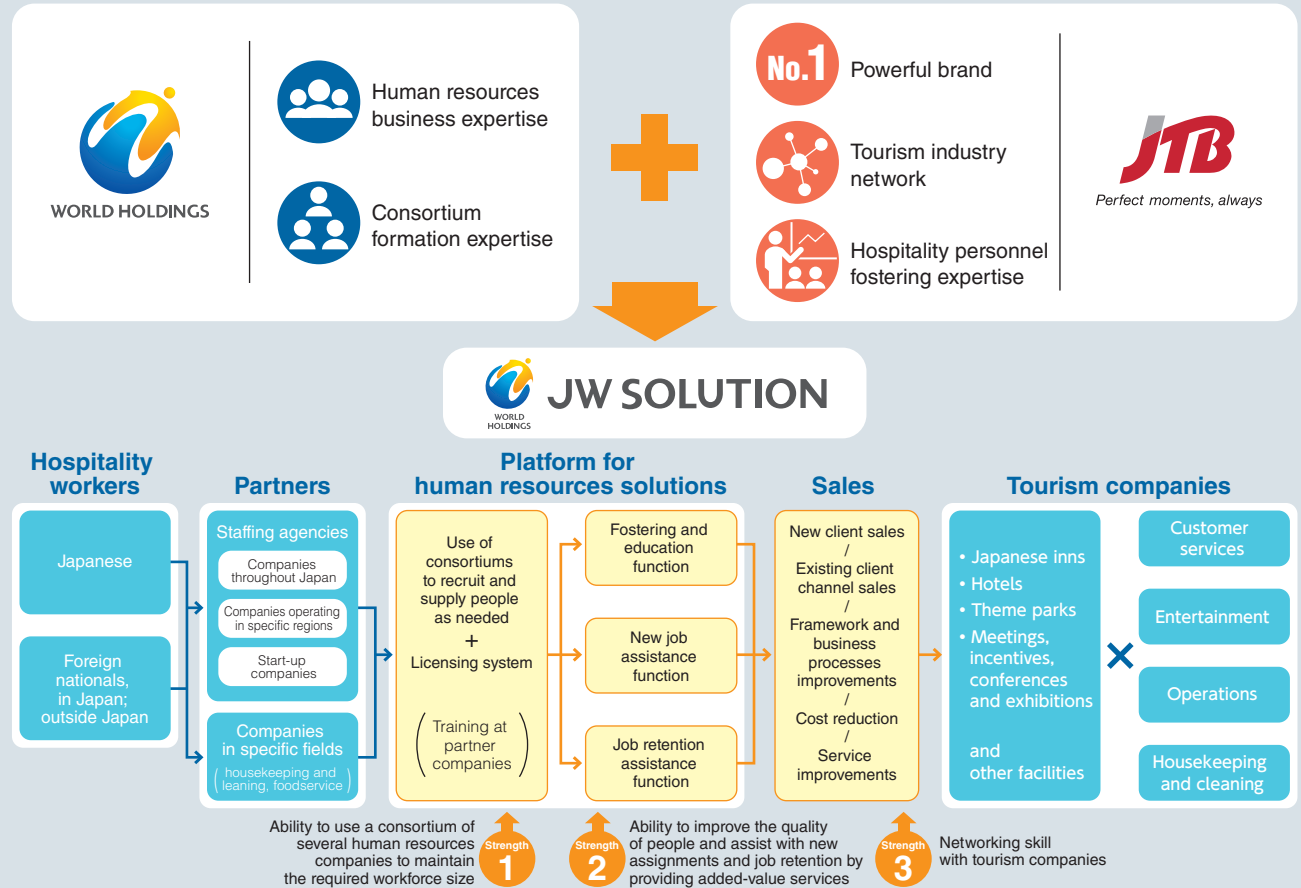 WORLD HOLDINGS
Human resources
business expertise
Consortium
formation expertise
No.1
Powerful brand
Tourism industry
network
Hospitality personnel
fostering expertise
JTB
Perfect moments, always
WORLD
HOLDINGS
JW SOLUTION
Hospitality
workers
Japanese
Foreign
nationals,
in Japan;
outside Japan
Partners
Staffing agencies
Companies
throughout Japan
Companies operating
in specific regions
Start-up
companies
Companies
in specific fields
( housekeeping and
leaning, foodservice )
Platform for
human resources solutions
Use of
consortiums
to recruit and
supply people
as needed
+
Licensing system
( Training at
partner
companies )
Fostering and
education
function
New job
assistance
function
Job retention
assistance
function
Sales
New client sales
/
Existing client
channel sales
/
Framework and
business
processes
improvements
/
Cost reduction
/
Service
improvements
Tourism companies
• Japanese inns
• Hotels
• Theme parks
• Meetings,
incentives,
conferences
and exhibitions
and
other facilities
×
Customer
services
Entertainment
Operations
Housekeeping
and cleaning
Ability to use a consortium of
several human resources
companies to maintain
the required workforce size
Strength
1
Strength
2
Ability to improve the quality
of people and assist with new
assignments and job retention by
providing added-value services
Strength
3
Networking skill
with tourism companies